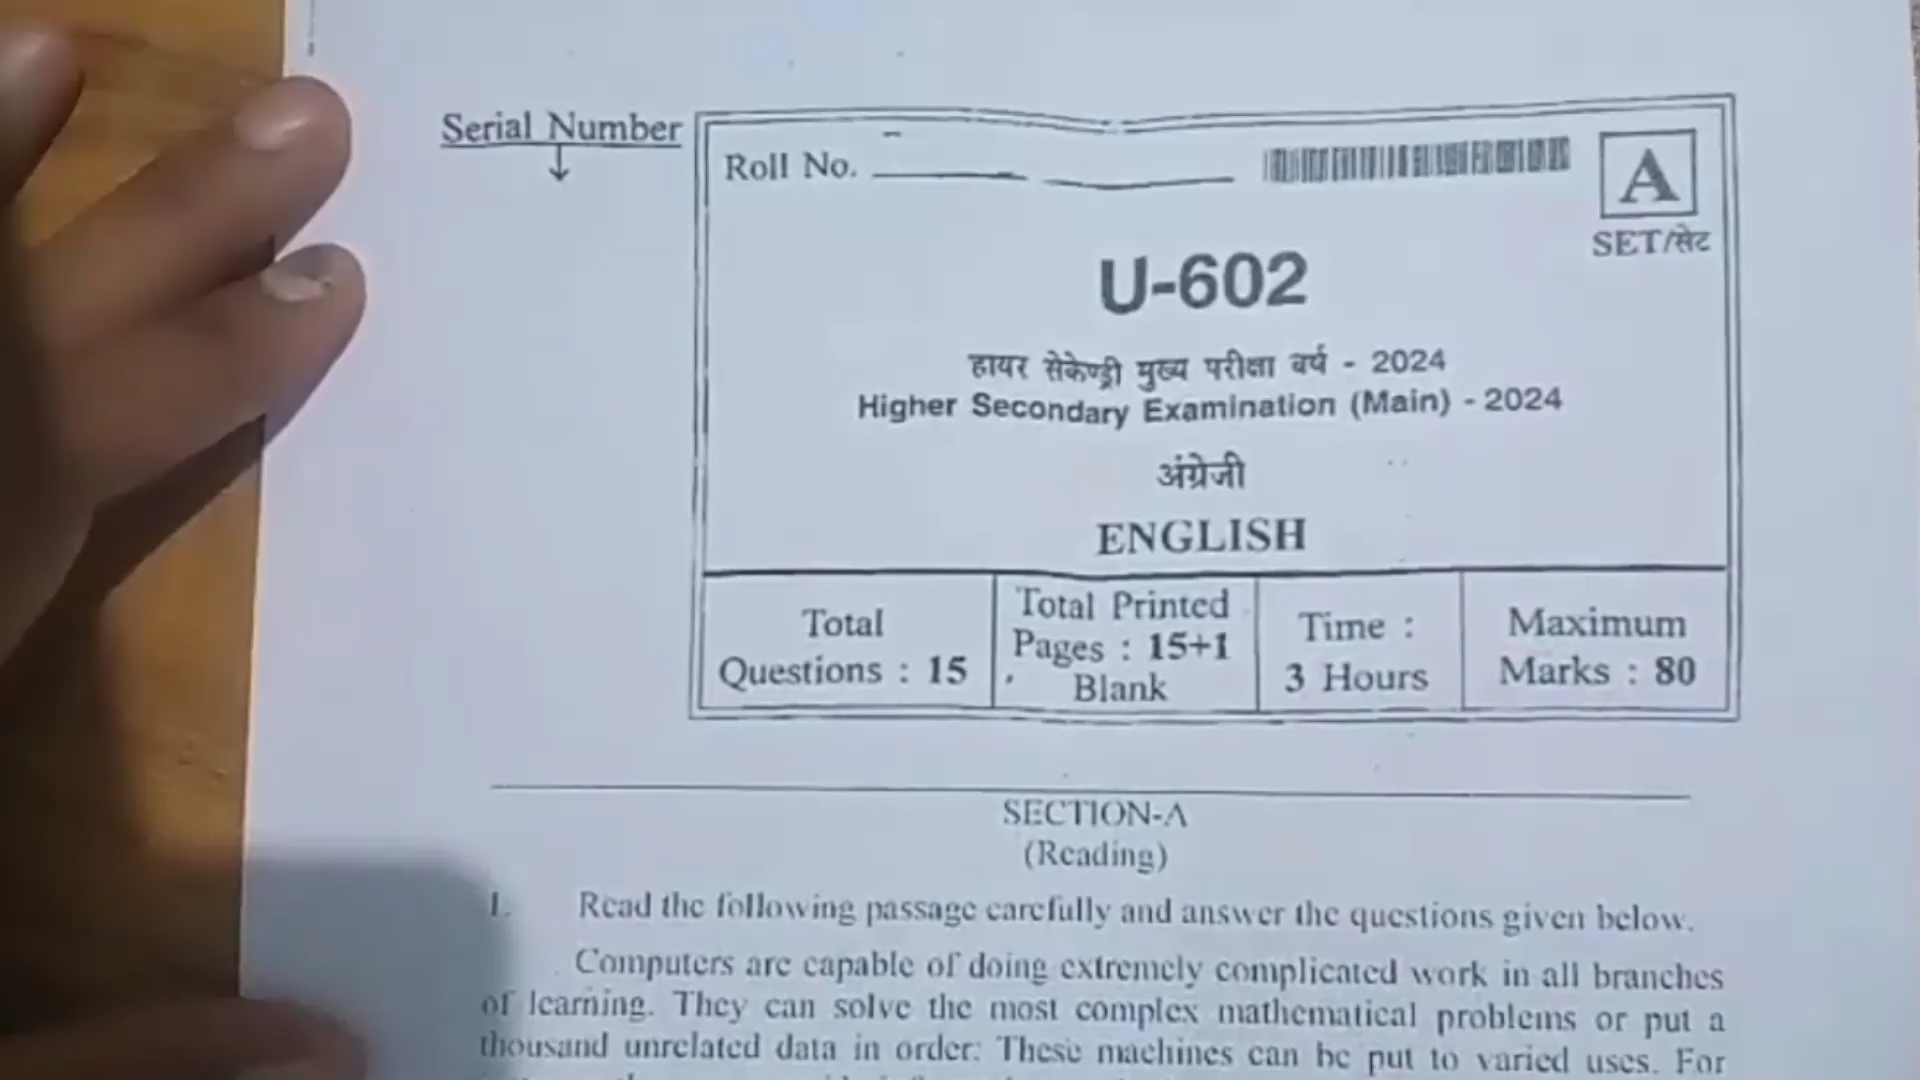 Serial Number
Roll No.
A
SET/सेट
U-602
हायर सेकेण्ड्री मुख्य परीक्षा वर्ष - 2024
Higher Secondary Examination (Main) - 2024
अंग्रेजी
ENGLISH
Total Questions : 15
Total Printed Pages : 15+1 Blank
Time : 3 Hours
Maximum Marks : 80
SECTION-A
(Reading)
1. Read the following passage carefully and answer the questions given below.
Computers are capable of doing extremely complicated work in all branches
of learning. They can solve the most complex mathematical problems or put a
thousand unrelated data in order. These machines can be put to varied uses. For